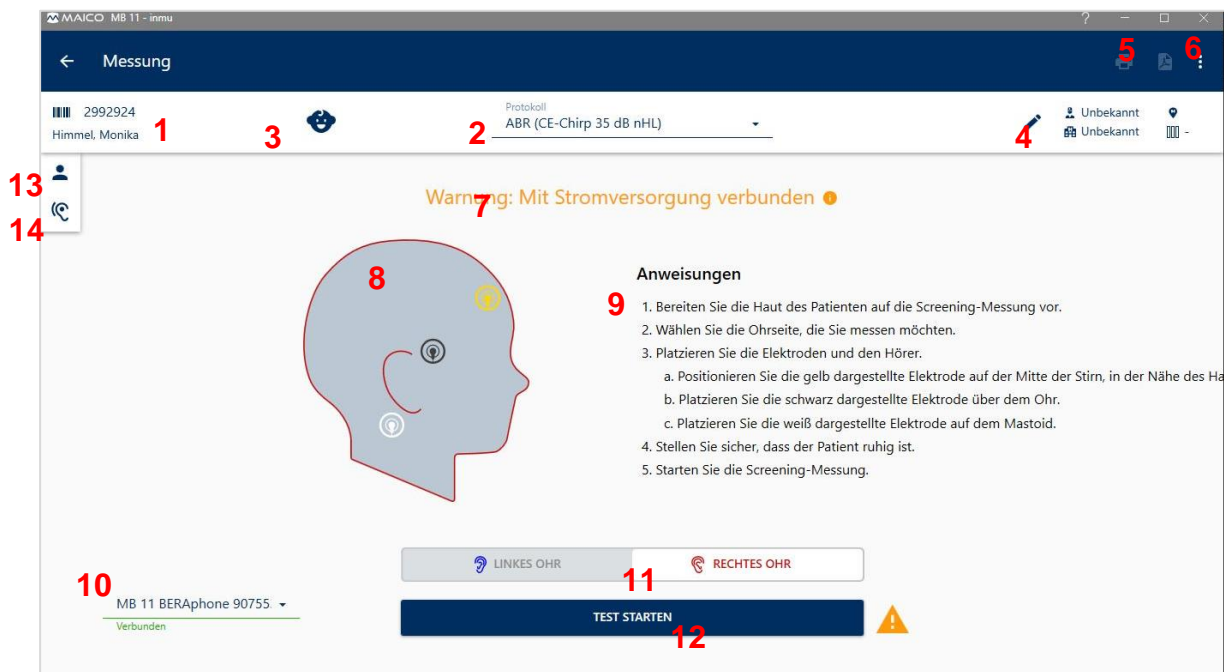 MAICO MB 11 - inmu
?
5
6
Messung
2992924
Himmel, Monika
1
3
Protokoll
2
ABR (CE-Chirp 35 dB nHL)
4
Unbekannt
Unbekannt
-
13
14
Warnung: Mit Stromversorgung verbunden
7
8
Anweisungen
9
1. Bereiten Sie die Haut des Patienten auf die Screening-Messung vor.
2. Wählen Sie die Ohrseite, die Sie messen möchten.
3. Platzieren Sie die Elektroden und den Hörer.
a. Positionieren Sie die gelb dargestellte Elektrode auf der Mitte der Stirn, in der Nähe des Ha
b. Platzieren Sie die schwarz dargestellte Elektrode über dem Ohr.
c. Platzieren Sie die weiß dargestellte Elektrode auf dem Mastoid.
4. Stellen Sie sicher, dass der Patient ruhig ist.
5. Starten Sie die Screening-Messung.
LINKES OHR
RECHTES OHR
11
10
MB 11 BERAphone 90755
Verbunden
TEST STARTEN
12